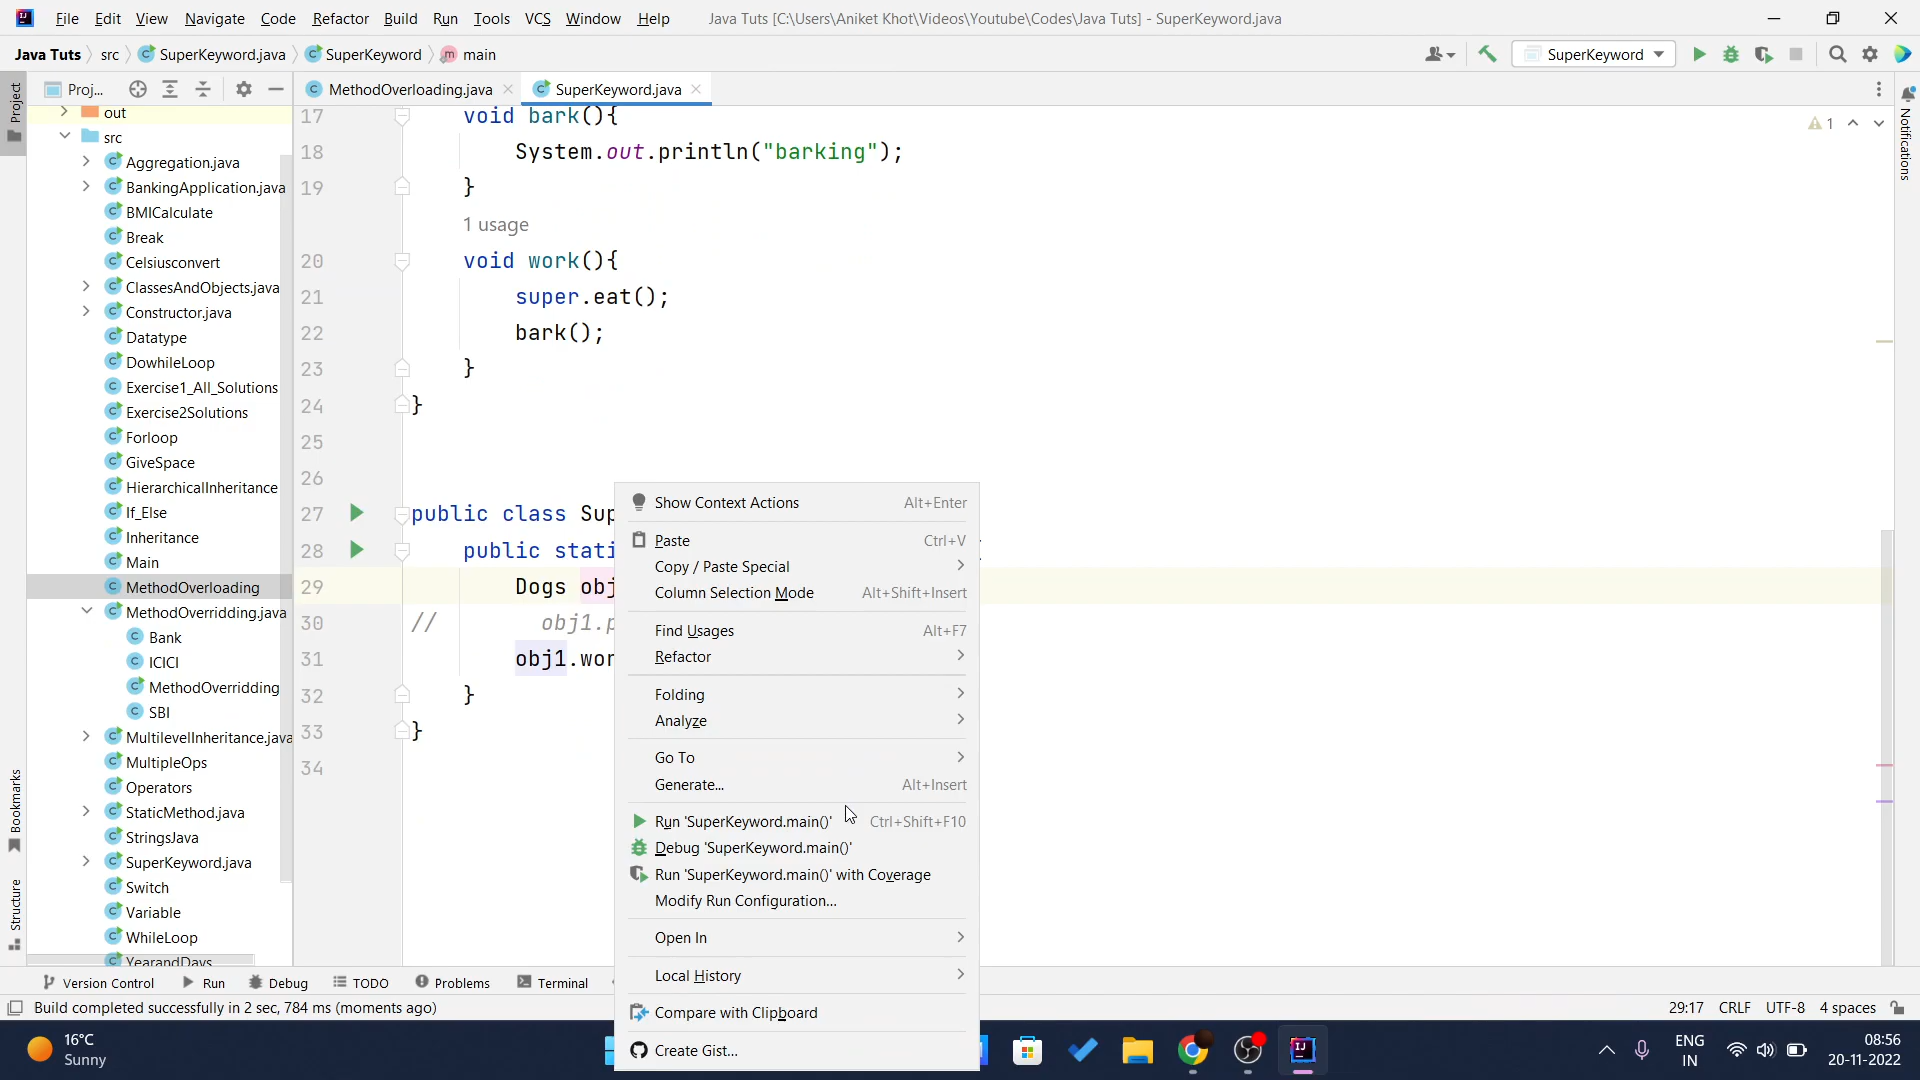 File Edit View Navigate Code Refactor Build Run Tools VCS Window Help Java Tuts [C:\Users\Aniket Khot\Videos\Youtube\Codes\Java Tuts] - SuperKeyword.java
Java Tuts src SuperKeyword.java SuperKeyword main SuperKeyword
Project Proj... MethodOverloading.java SuperKeyword.java Notifications
out
src
Aggregation.java
BankingApplication.java
BMICalculate
Break
Celsiusconvert
ClassesAndObjects.java
Constructor.java
Datatype
DowhileLoop
Exercise1_All_Solutions
Exercise2Solutions
Forloop
GiveSpace
HierarchicalInheritance
If_Else
Inheritance
Main
MethodOverloading
MethodOverridding.java
Bank
ICICI
MethodOverridding
SBI
MultilevelInheritance.java
MultipleOps
Operators
StaticMethod.java
StringsJava
SuperKeyword.java
Switch
Variable
WhileLoop
YearandDays
Bookmarks
Structure
17 void bark(){
1
18 System.out.println("barking");
19 }
1 usage
20 void work(){
21 super.eat();
22 bark();
23 }
24 }
25
26
27 public class Sup
28 public stati {
29 Dogs obj
30 // obj1.p
31 obj1.wor
32 }
33 }
34
Show Context Actions Alt+Enter
Paste Ctrl+V
Copy / Paste Special
Column Selection Mode Alt+Shift+Insert
Find Usages Alt+F7
Refactor
Folding
Analyze
Go To
Generate... Alt+Insert
Run 'SuperKeyword.main()' Ctrl+Shift+F10
Debug 'SuperKeyword.main()'
Run 'SuperKeyword.main()' with Coverage
Modify Run Configuration...
Open In
Local History
Compare with Clipboard
Create Gist...
Version Control Run Debug TODO Problems Terminal
Build completed successfully in 2 sec, 784 ms (moments ago) 29:17 CRLF UTF-8 4 spaces
16°C
Sunny
ENG
IN
08:56
20-11-2022